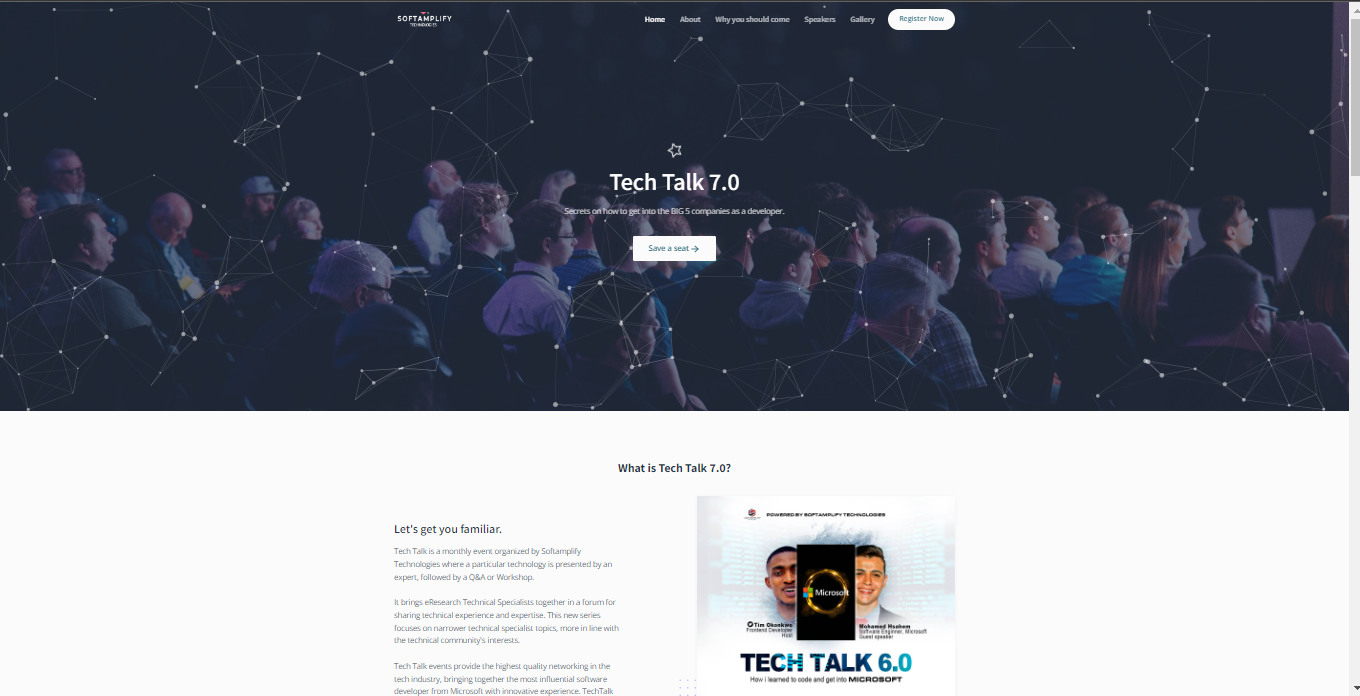 SOFTAMPLIFY
TECHNOLOGIES
Home About Why you should come Speakers Gallery Register Now
Tech Talk 7.0
Secrets on how to get into the BIG 5 companies as a developer.
Save a seat →
What is Tech Talk 7.0?
Let's get you familiar.
Tech Talk is a monthly event organized by Softamplify
Technologies where a particular technology is presented by an
expert, followed by a Q&A or Workshop.
It brings eResearch Technical Specialists together in a forum for
sharing technical experience and expertise. This new series
focuses on narrower technical specialist topics, more in line with
the technical community's interests.
Tech Talk events provide the highest quality networking in the
tech industry, bringing together the most influential software
developer from Microsoft with innovative experience. TechTalk
POWERED BY SOFTAMPLIFY TECHNOLOGIES
Microsoft
Tim Okonkwo
Frontend Developer
Host
Mohamed Hsahem
Software Enginner, Microsoft
Guest speaker
TECH TALK 6.0
How i learned to code and get into MICROSOFT